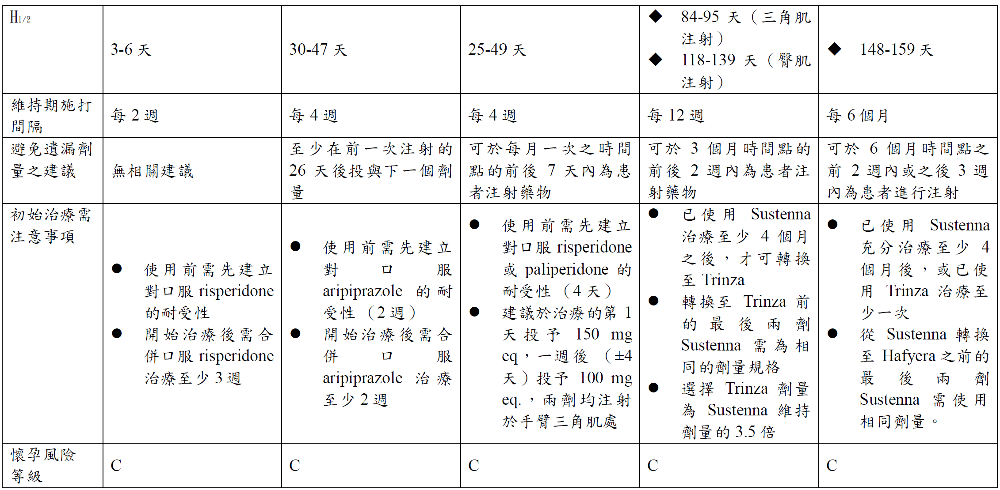 H1/2
3-6 天
30-47 天
25-49 天
◆ 84-95 天（三角肌
注射）
◆ 118-139 天（臀肌
注射）
◆ 148-159 天
維持期施打
間隔
每 2 週
每 4 週
每 4 週
每 12 週
每 6 個月
避免遺漏劑
量之建議
無相關建議
至少在前一次注射的
26 天後投與下一個劑
量
可於每月一次之時間
點的前後 7 天內為患
者注射藥物
可於 3 個月時間點的
前後 2 週內為患者注
射藥物
可於 6 個月時間點之
前 2 週內或之後 3 週
內為患者進行注射
初始治療需
注意事項
● 使用前需先建立
對口服 risperidone
的耐受性
● 開始治療後需合
併口服 risperidone
治療至少 3 週
● 使用前需先建立
對口服
aripiprazole 的耐
受性（2 週）
● 開始治療後需合
併口服
aripiprazole 治療
至少 2 週
● 使用前需先建立
對口服 risperidone
或 paliperidone 的
耐受性（4 天）
● 建議於治療的第 1
天投予 150 mg
eq，一週後（±4
天）投予 100 mg
eq.，兩劑均注射
於手臂三角肌處
● 已使用 Sustenna
治療至少 4 個月
之後，才可轉換
至 Trinza
● 轉換至 Trinza 前
的最後兩劑
Sustenna 需為相
同的劑量規格
● 選擇 Trinza 劑量
為 Sustenna 維持
劑量的 3.5 倍
● 已使用 Sustenna
充分治療至少 4
個月後，或已使
用 Trinza 治療至
少一次
● 從 Sustenna 轉換
至 Hafyera 之前的
最後兩劑
Sustenna 需使用
相同劑量。
懷孕風險
等級
C
C
C
C
C